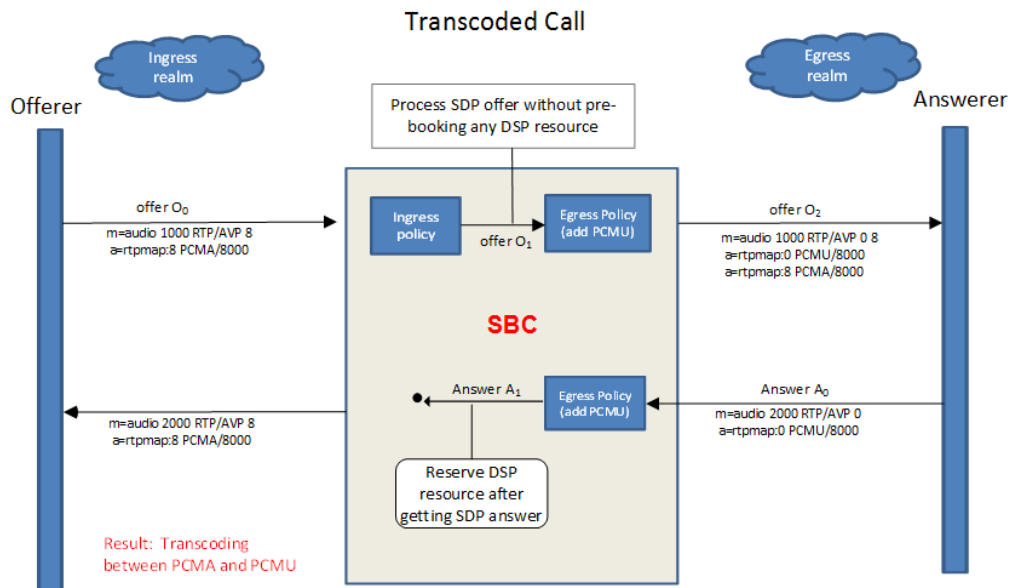 Transcoded Call
Ingress
realm
Egress
realm
Offerer
Answerer
Process SDP offer without pre-
booking any DSP resource
offer O₀
m=audio 1000 RTP/AVP 8
a=rtpmap:8 PCMA/8000
Ingress
policy
offer O₁
Egress Policy
(add PCMU)
offer O₂
m=audio 1000 RTP/AVP 0 8
a=rtpmap:0 PCMU/8000
a=rtpmap:8 PCMA/8000
SBC
Answer A₁
Egress Policy
(add PCMU)
Answer A₀
m=audio 2000 RTP/AVP 0
a=rtpmap:0 PCMU/8000
m=audio 2000 RTP/AVP 8
a=rtpmap:8 PCMA/8000
Reserve DSP
resource after
getting SDP answer
Result: Transcoding
between PCMA and PCMU